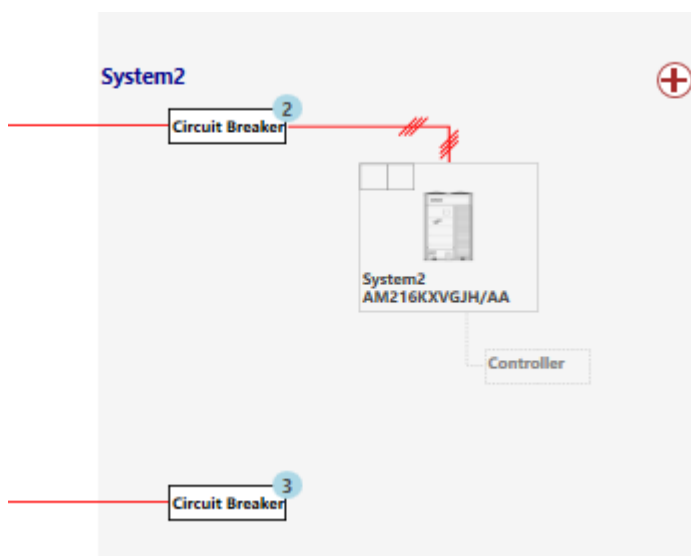 System2
2
Circuit Breaker
System2
AM216KXVGJH/AA
Controller
3
Circuit Breaker